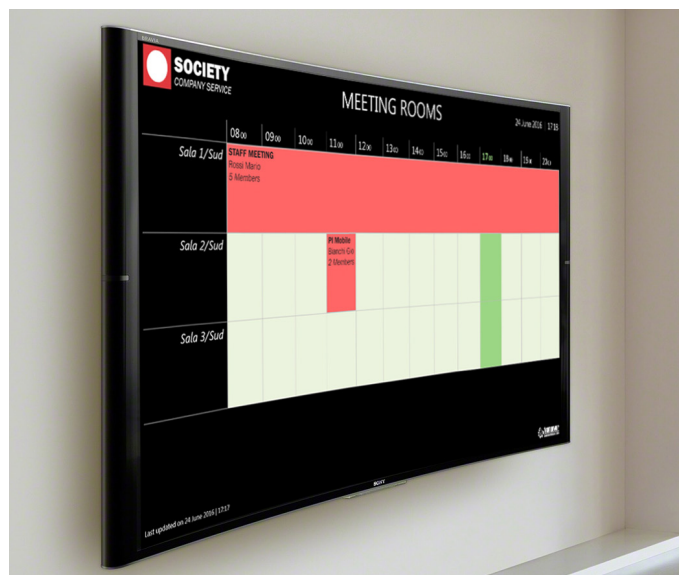 SOCIETY
COMPANY SERVICE
MEETING ROOMS
24 June 2016 | 17:18
08:00 09:00 10:00 11:00 12:00 13:00 14:00 15:00 16:00 17:00 18:00 19:00 20:00
Sala 1/Sud
STAFF MEETING
Rossi Mario
5 Members
Sala 2/Sud
PI Mobile
Bianchi Gio
2 Members
Sala 3/Sud
SONY
Last updated on 24 June 2016 | 17:17